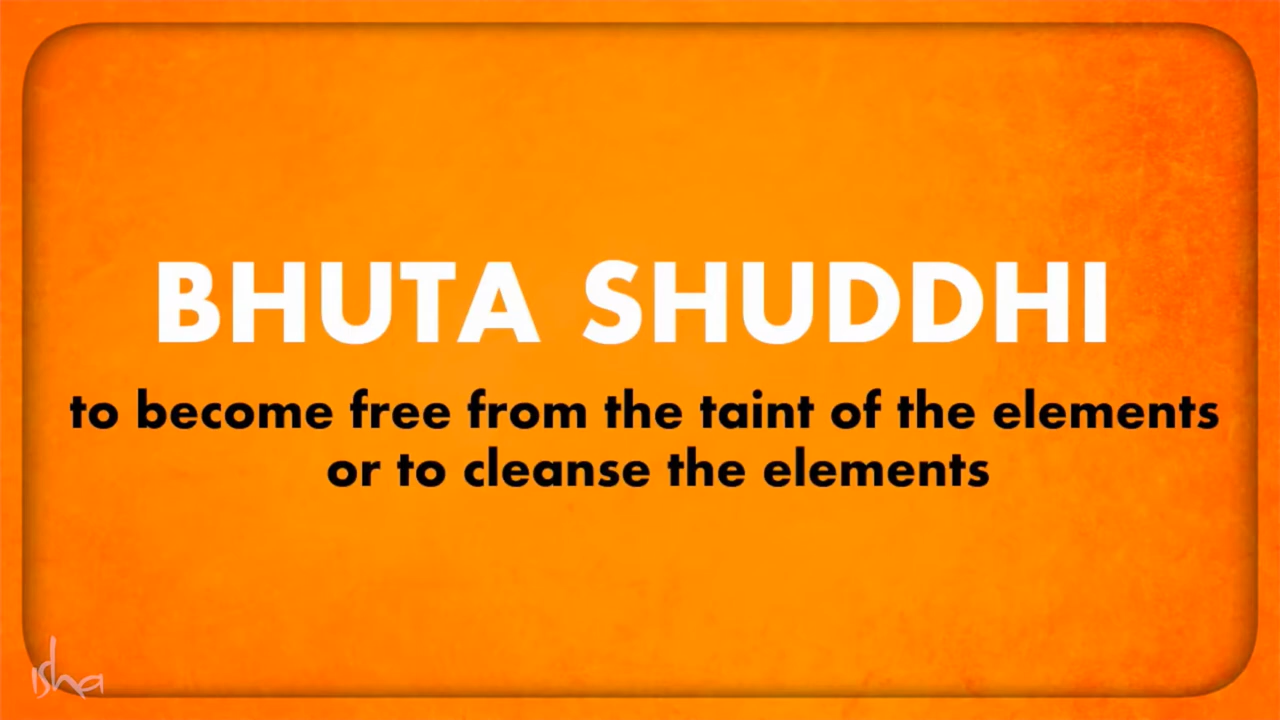 BHUTA SHUDDHI
to become free from the taint of the elements
or to cleanse the elements
isha